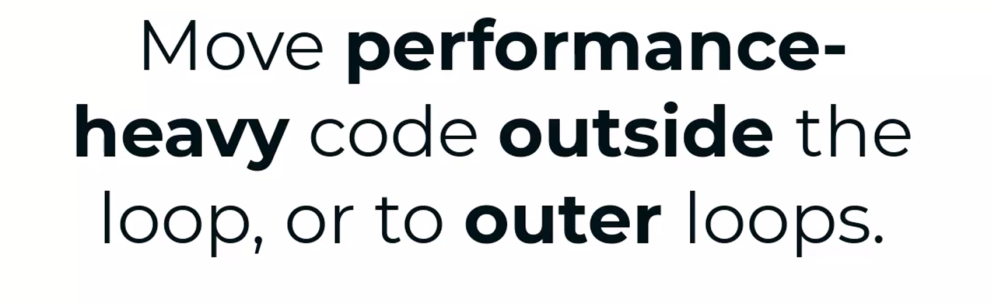 Move performance-
heavy code outside the
loop, or to outer loops.